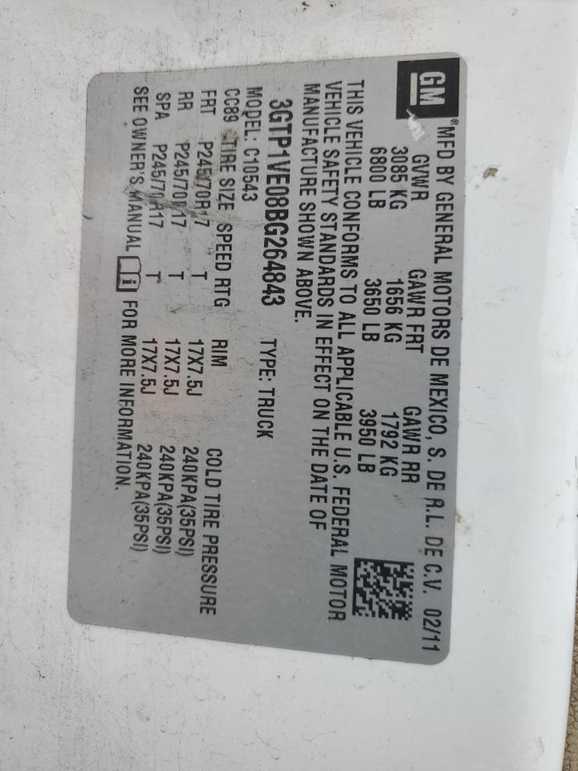 GM
®MFD BY GENERAL MOTORS DE MEXICO, S. DE R.L. DE C.V. 02/11
GVWR GAWR FRT GAWR RR
3085 KG 1656 KG 1792 KG
6800 LB 3650 LB 3950 LB
THIS VEHICLE CONFORMS TO ALL APPLICABLE U.S. FEDERAL MOTOR
VEHICLE SAFETY STANDARDS IN EFFECT ON THE DATE OF
MANUFACTURE SHOWN ABOVE.
3GTP1VE08BG264843 TYPE: TRUCK
MODEL: C10543
CC89 TIRE SIZE SPEED RTG RIM COLD TIRE PRESSURE
FRT P245/70R17 T 17X7.5J 240KPA(35PSI)
RR P245/70R17 T 17X7.5J 240KPA(35PSI)
SPA P245/70R17 T 17X7.5J 240KPA(35PSI)
SEE OWNER'S MANUAL FOR MORE INFORMATION.